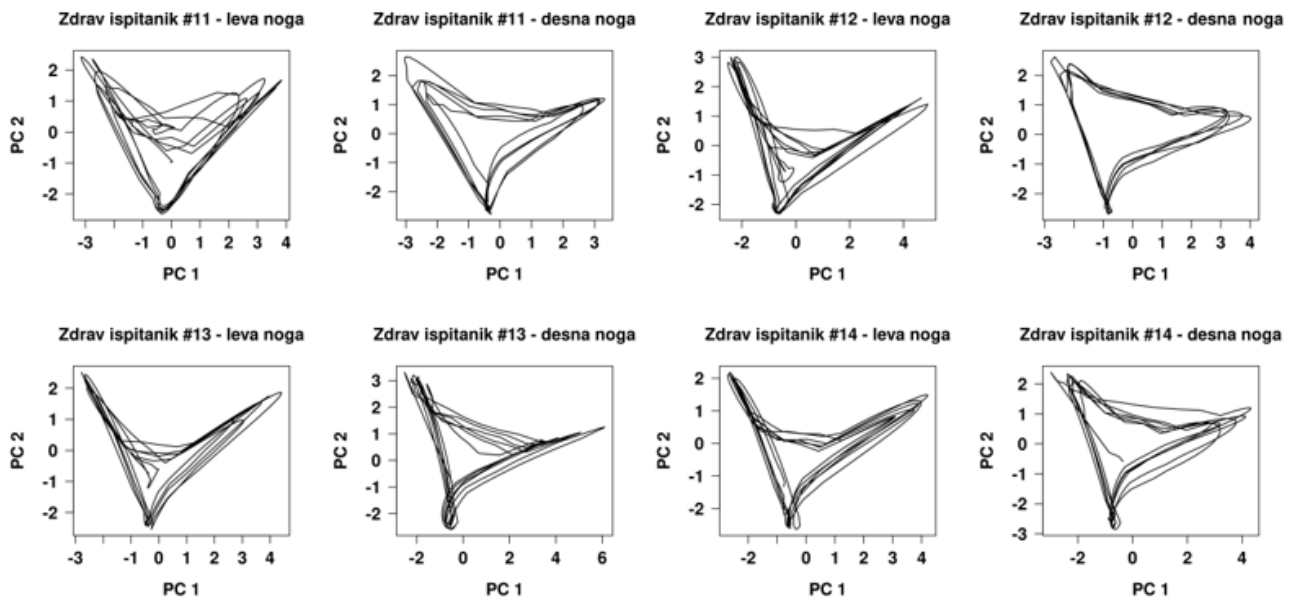 Zdrav ispitanik #11 - leva noga
PC 2
2
1
0
-1
-2
-3 -1 0 1 2 3 4
PC 1
Zdrav ispitanik #11 - desna noga
PC 2
2
1
0
-2
-3 -2 -1 0 1 2 3
PC 1
Zdrav ispitanik #12 - leva noga
PC 2
3
2
1
0
-1
-2
-2 0 2 4
PC 1
Zdrav ispitanik #12 - desna noga
PC 2
2
1
0
-2
-3 -1 0 1 2 3 4
PC 1
Zdrav ispitanik #13 - leva noga
PC 2
2
1
0
-1
-2
-3 -1 0 1 2 3 4
PC 1
Zdrav ispitanik #13 - desna noga
PC 2
3
2
1
0
-1
-2
-2 0 2 4 6
PC 1
Zdrav ispitanik #14 - leva noga
PC 2
2
1
0
-1
-2
-2 0 1 2 3 4
PC 1
Zdrav ispitanik #14 - desna noga
PC 2
2
1
0
-1
-2
-3
-2 0 2 4
PC 1